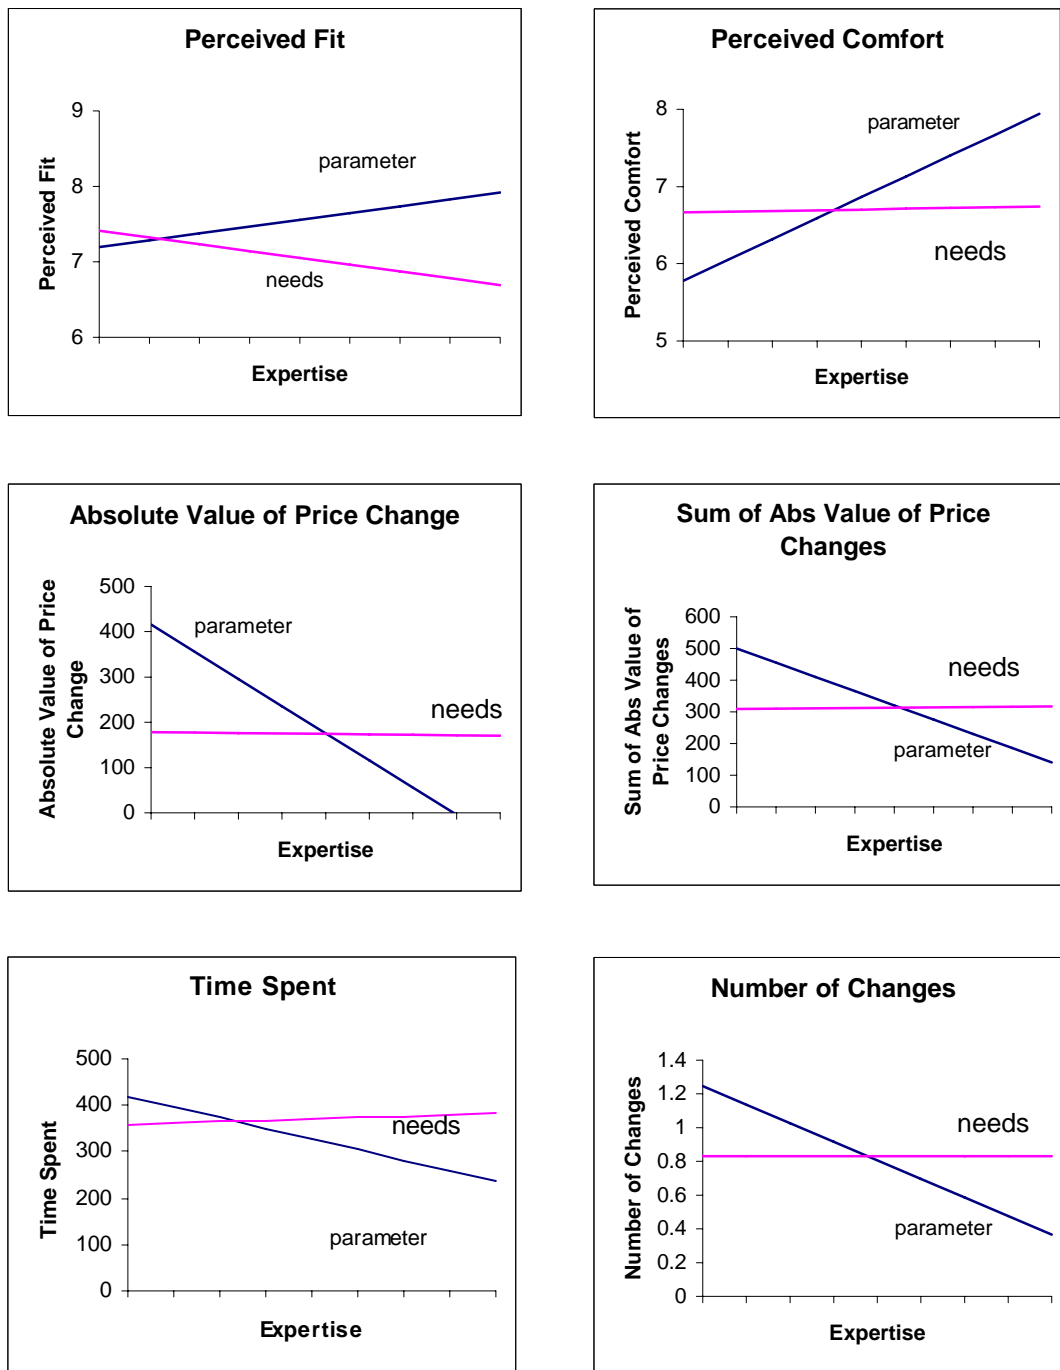 Perceived Fit
9
8
7
6
Perceived Fit
parameter
needs
Expertise
Perceived Comfort
8
7
6
5
Perceived Comfort
parameter
needs
Expertise
Absolute Value of Price Change
500
400
300
200
100
0
Absolute Value of Price
Change
parameter
needs
Expertise
Sum of Abs Value of Price
Changes
600
500
400
300
200
100
0
Sum of Abs Value of
Price Changes
needs
parameter
Expertise
Time Spent
500
400
300
200
100
0
Time Spent
needs
parameter
Expertise
Number of Changes
1.4
1.2
1
0.8
0.6
0.4
0.2
0
Number of Changes
needs
parameter
Expertise